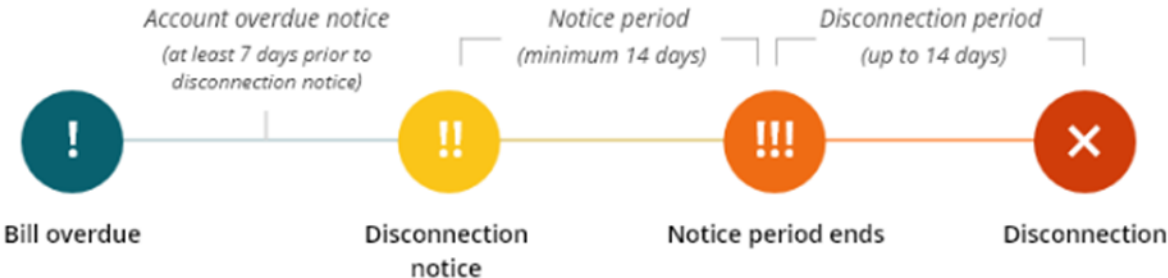 Account overdue notice
(at least 7 days prior to
disconnection notice)
Notice period
(minimum 14 days)
Disconnection period
(up to 14 days)
!
!!
!!!
Bill overdue
Disconnection
notice
Notice period ends
Disconnection